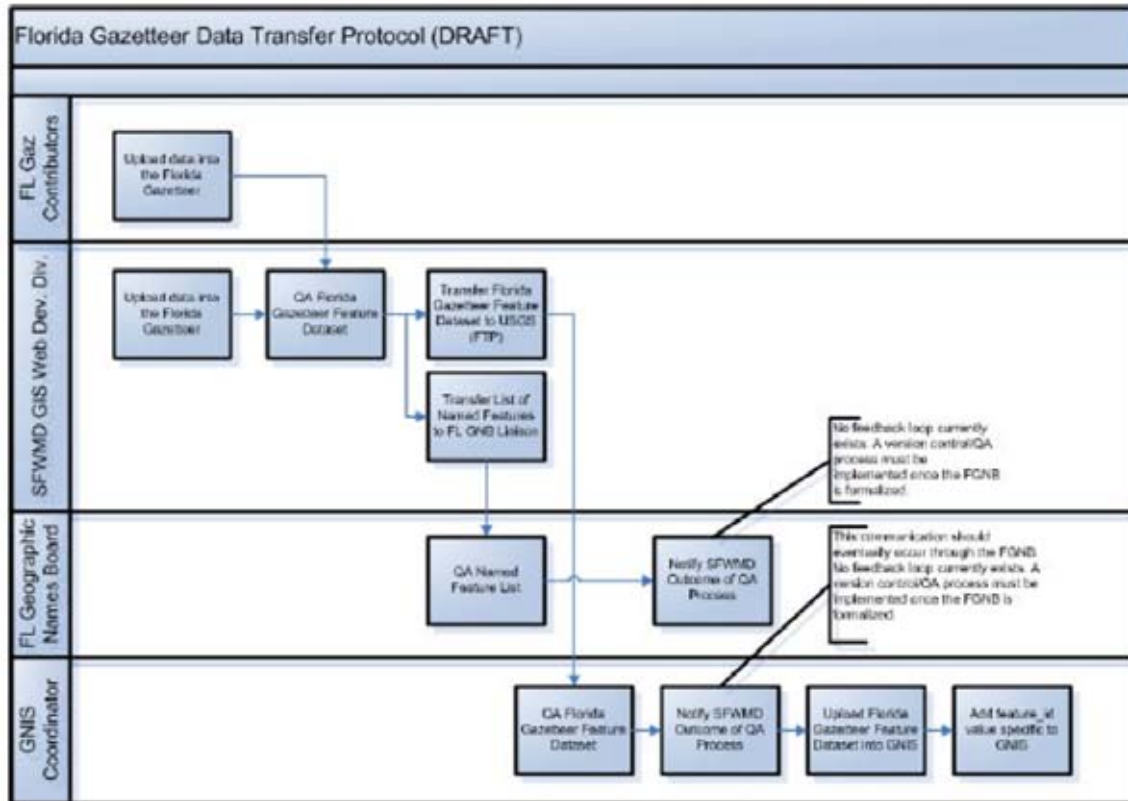 Florida Gazetteer Data Transfer Protocol (DRAFT)
FL Gaz
Contributors
Upload data into
the Florida
Gazetteer
SFWMD GIS Web Dev. Div.
Upload data into
the Florida
Gazetteer
QA Florida
Gazetteer Feature
Dataset
Transfer Florida
Gazetteer Feature
Dataset to USGS
(FTP)
Transfer List of
Named Features
to FL GNB Liaison
No feedback loop currently
exists. A version control/QA
process must be
implemented once the FGNB
is formalized.
FL Geographic
Names Board
QA Named
Feature List
Notify SFWMD
Outcome of QA
Process
This communication should
eventually occur through the FGNB.
No feedback loop currently exists. A
version control/QA process must be
implemented once the FGNB is
formalized.
GNIS
Coordinator
QA Florida
Gazetteer Feature
Dataset
Notify SFWMD
Outcome of QA
Process
Upload Florida
Gazetteer Feature
Dataset into GNIS
Add feature_id
value specific to
GNIS